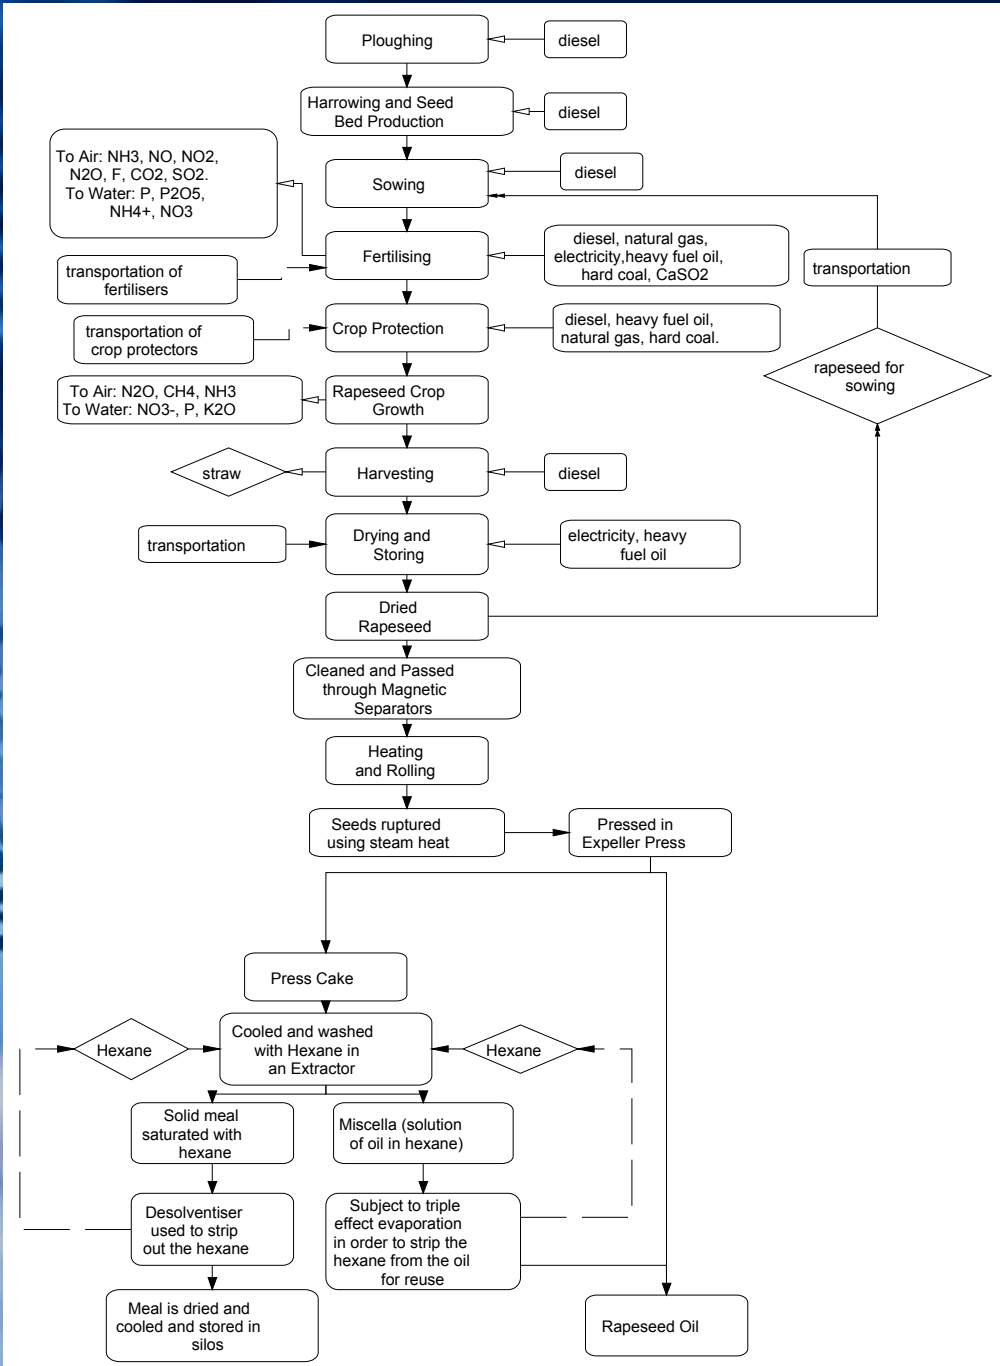 Ploughing
diesel
Harrowing and Seed
Bed Production
diesel
To Air: NH3, NO, NO2,
N2O, F, CO2, SO2.
To Water: P, P2O5,
NH4+, NO3
Sowing
diesel
Fertilising
diesel, natural gas,
electricity,heavy fuel oil,
hard coal, CaSO2
transportation
transportation of
fertilisers
Crop Protection
diesel, heavy fuel oil,
natural gas, hard coal.
transportation of
crop protectors
rapeseed for
sowing
To Air: N2O, CH4, NH3
To Water: NO3-, P, K2O
Rapeseed Crop
Growth
straw
Harvesting
diesel
transportation
Drying and
Storing
electricity, heavy
fuel oil
Dried
Rapeseed
Cleaned and Passed
through Magnetic
Separators
Heating
and Rolling
Seeds ruptured
using steam heat
Pressed in
Expeller Press
Press Cake
Hexane
Cooled and washed
with Hexane in
an Extractor
Hexane
Solid meal
saturated with
hexane
Miscella (solution
of oil in hexane)
Desolventiser
used to strip
out the hexane
Subject to triple
effect evaporation
in order to strip the
hexane from the oil
for reuse
Meal is dried and
cooled and stored in
silos
Rapeseed Oil